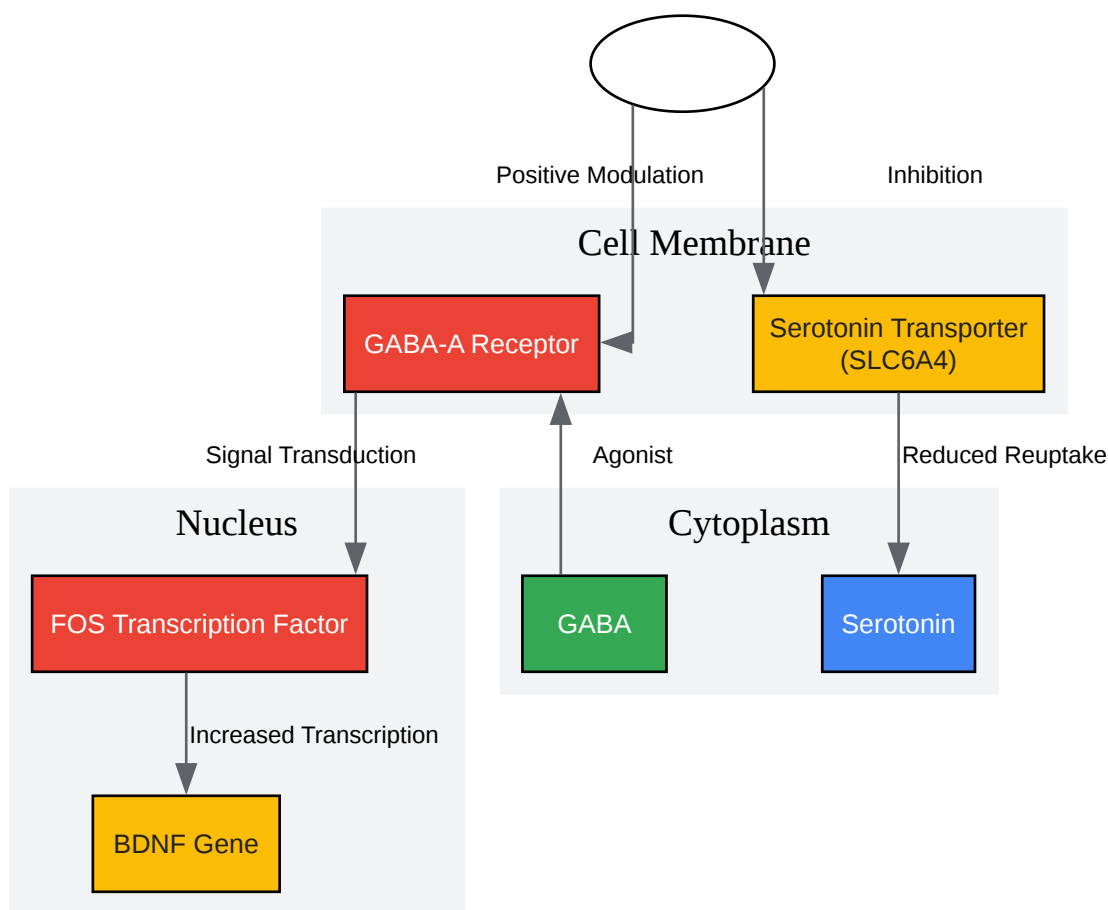 Positive Modulation
Inhibition
Cell Membrane
GABA-A Receptor
Serotonin Transporter
(SLC6A4)
Signal Transduction
Agonist
Reduced Reuptake
Nucleus
Cytoplasm
FOS Transcription Factor
GABA
Serotonin
Increased Transcription
BDNF Gene